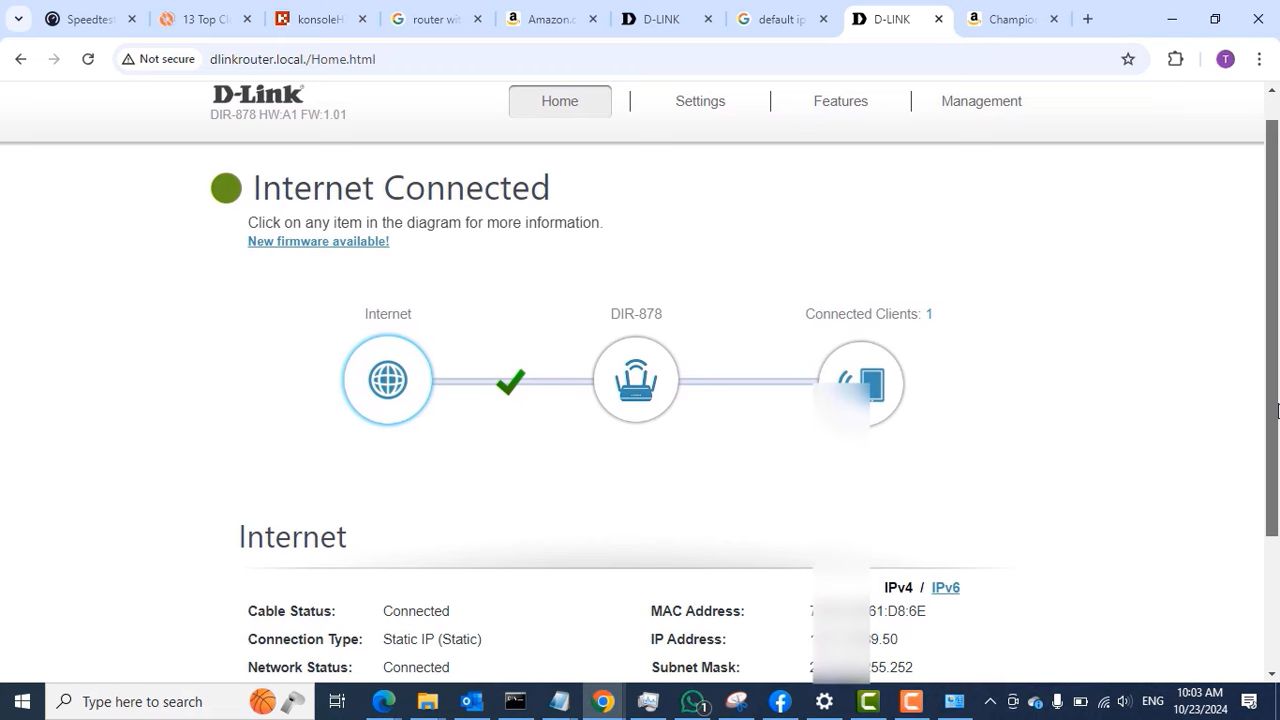 Speedtest
13 Top Cl
konsoleH
router wit
Amazon.c
D-LINK
default ip
D-LINK
Champio
Not secure
dlinkrouter.local./Home.html
T
D-Link
DIR-878 HW:A1 FW:1.01
Home
Settings
Features
Management
Internet Connected
Click on any item in the diagram for more information.
New firmware available!
Internet
DIR-878
Connected Clients: 1
Internet
IPv4 / IPv6
Cable Status: Connected
MAC Address: 61:D8:6E
Connection Type: Static IP (Static)
IP Address: 39.50
Network Status: Connected
Subnet Mask: 55.252
Type here to search
1
ENG
10:03 AM
10/23/2024